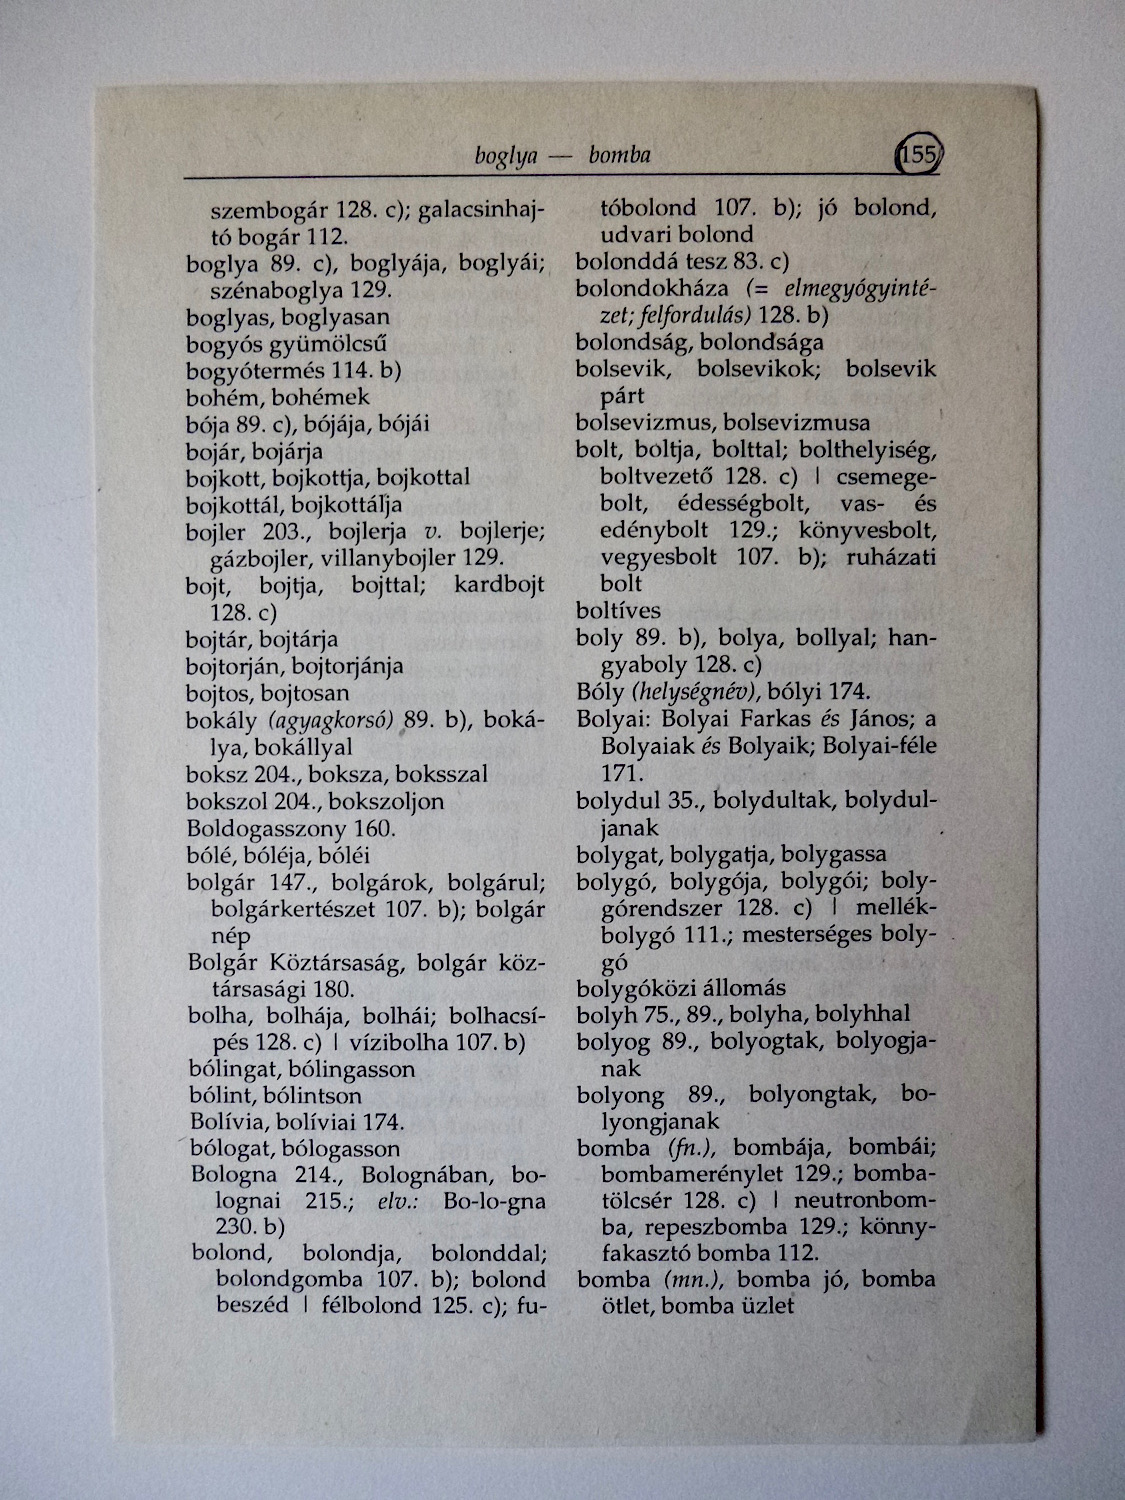 boglya — bomba
155
szembogár 128. c); galacsinhaj-
tó bogár 112.
boglya 89. c), boglyája, boglyái;
szénaboglya 129.
boglyas, boglyasan
bogyós gyümölcsű
bogyótermés 114. b)
bohém, bohémek
bója 89. c), bójája, bójái
bojár, bojárja
bojkott, bojkottja, bojkottal
bojkottál, bojkottálja
bojler 203., bojlerja v. bojlerje;
gázbojler, villanybojler 129.
bojt, bojtja, bojttal; kardbojt
128. c)
bojtár, bojtárja
bojtorján, bojtorjánja
bojtos, bojtosan
bokály (agyagkorsó) 89. b), boká-
lya, bokállyal
boksz 204., boksza, boksszal
bokszol 204., bokszoljon
Boldogasszony 160.
bólé, bóléja, bóléi
bolgár 147., bolgárok, bolgárul;
bolgárkertészet 107. b); bolgár
nép
Bolgár Köztársaság, bolgár köz-
társasági 180.
bolha, bolhája, bolhái; bolhacsí-
pés 128. c) | vízibolha 107. b)
bólingat, bólingasson
bólint, bólintson
Bolívia, bolíviai 174.
bólogat, bólogasson
Bologna 214., Bolognában, bo-
lognai 215.; elv.: Bo-lo-gna
230. b)
bolond, bolondja, bolonddal;
bolondgomba 107. b); bolond
beszéd | félbolond 125. c); fu-
tóbolond 107. b); jó bolond,
udvari bolond
bolonddá tesz 83. c)
bolondokháza (= elmegyógyinté-
zet; felfordulás) 128. b)
bolondság, bolondsága
bolsevik, bolsevikok; bolsevik
párt
bolsevizmus, bolsevizmusa
bolt, boltja, bolttal; bolthelyiség,
boltvezető 128. c) | csemege-
bolt, édességbolt, vas- és
edénybolt 129.; könyvesbolt,
vegyesbolt 107. b); ruházati
bolt
boltíves
boly 89. b), bolya, bollyal; han-
gyaboly 128. c)
Bóly (helységnév), bólyi 174.
Bolyai: Bolyai Farkas és János; a
Bolyaiak és Bolyaik; Bolyai-féle
171.
bolydul 35., bolydultak, bolydul-
janak
bolygat, bolygatja, bolygassa
bolygó, bolygója, bolygói; boly-
górendszer 128. c) | mellék-
bolygó 111.; mesterséges boly-
gó
bolygóközi állomás
bolyh 75., 89., bolyha, bolyhhal
bolyog 89., bolyogtak, bolyogja-
nak
bolyong 89., bolyongtak, bo-
lyongjanak
bomba (fn.), bombája, bombái;
bombamerénylet 129.; bomba-
tölcsér 128. c) | neutronbom-
ba, repeszbomba 129.; könny-
fakasztó bomba 112.
bomba (mn.), bomba jó, bomba
ötlet, bomba üzlet